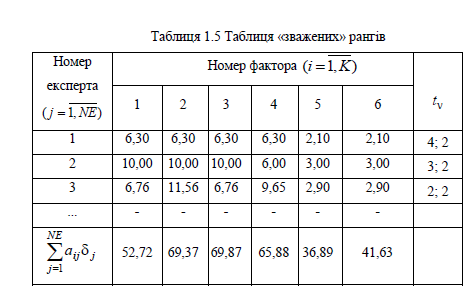 Таблиця 1.5 Таблиця «зважених» рангів
Номер експерта (j = 1, NE)
Номер фактора (i = 1, K)
1 2 3 4 5 6 tν
1 6,30 6,30 6,30 6,30 2,10 2,10 4; 2
2 10,00 10,00 10,00 6,00 3,00 3,00 3; 2
3 6,76 11,56 6,76 9,65 2,90 2,90 2; 2
... - - - - - -
NE ∑ j=1 aijδj 52,72 69,37 69,87 65,88 36,89 41,63